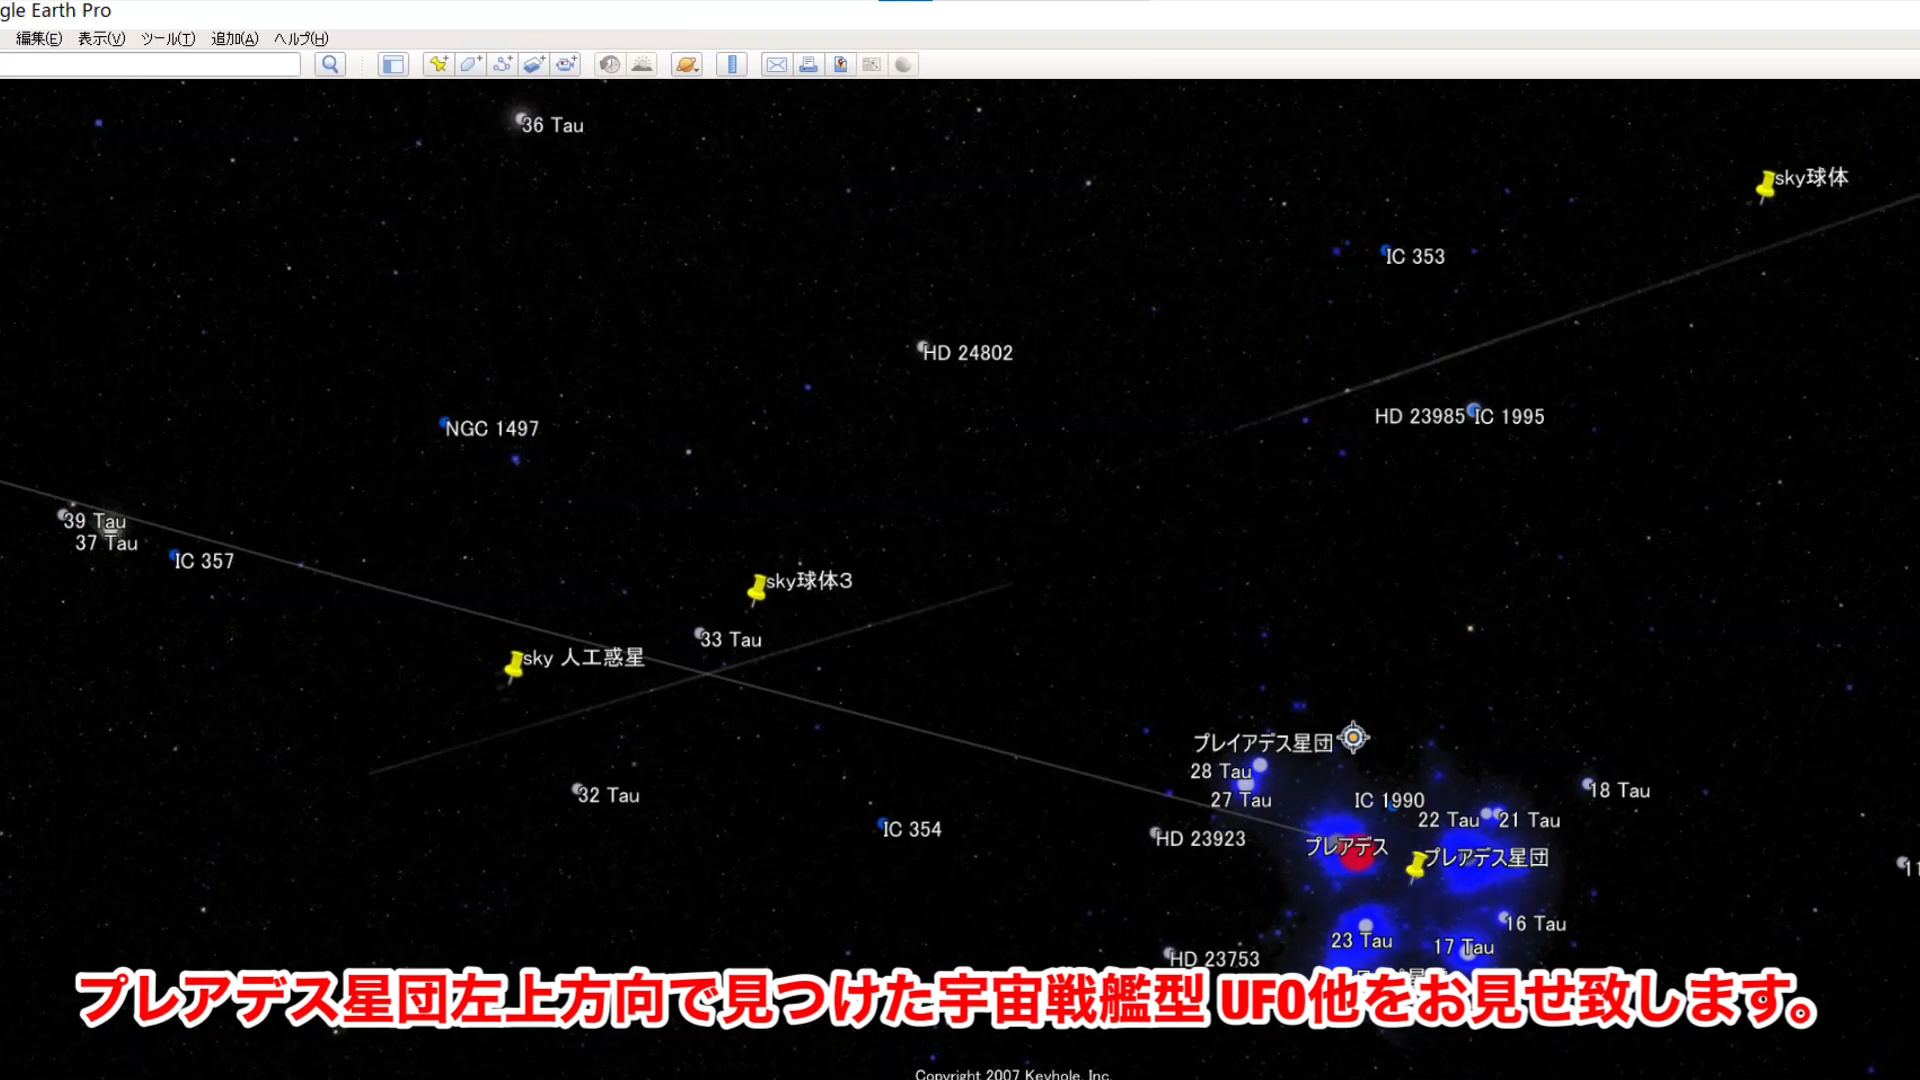 gle Earth Pro
編集(E) 表示(V) ツール(T) 追加(A) ヘルプ(H)
36 Tau
sky球体
IC 353
HD 24802
HD 23985 IC 1995
NGC 1497
39 Tau
37 Tau
IC 357
sky球体3
33 Tau
sky 人工惑星
プレイアデス星団
28 Tau
27 Tau
32 Tau
IC 1990
18 Tau
22 Tau 21 Tau
IC 354
HD 23923
プレアデス
プレアデス星団
11
16 Tau
23 Tau
17 Tau
HD 23753
プレアデス星団左上方向で見つけた宇宙戦艦型 UFO他をお見せ致します。
Copyright 2007 Keyhole, Inc.